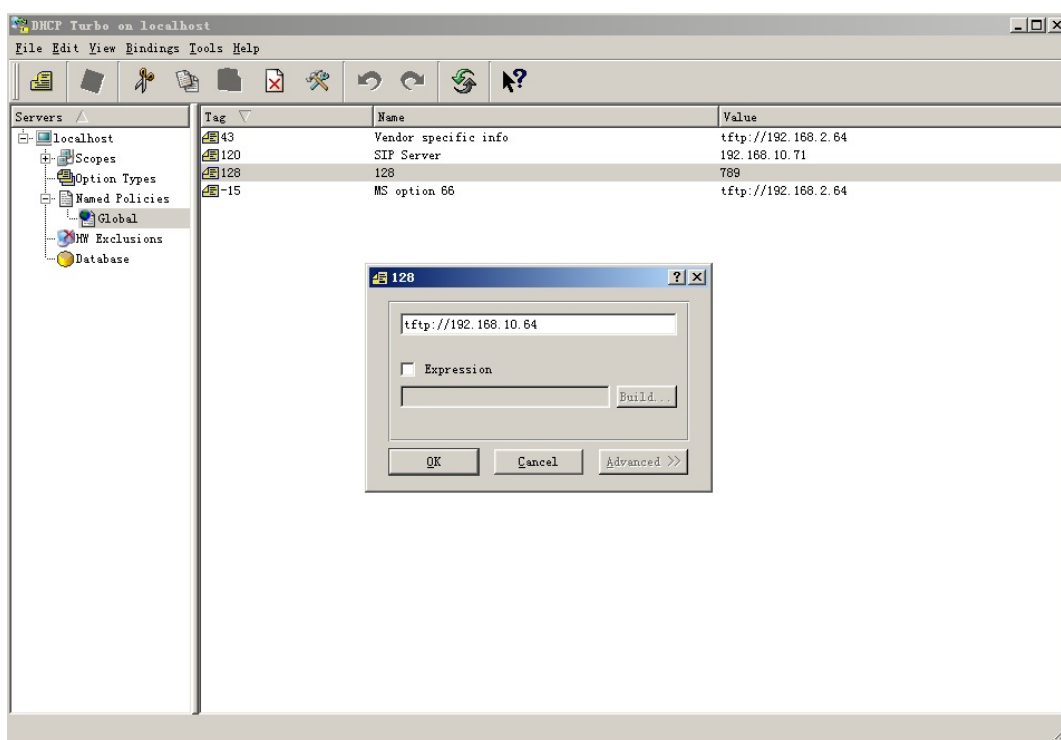 DHCP Turbo on localhost
File Edit View Bindings Tools Help
Servers
Tag Name Value
localhost
Scopes
Option Types
Named Policies
Global
HW Exclusions
Database
43 Vendor specific info tftp://192.168.2.64
120 SIP Server 192.168.10.71
128 128 789
-15 MS option 66 tftp://192.168.2.64
128
tftp://192.168.10.64
Expression
Build...
OK Cancel Advanced >>